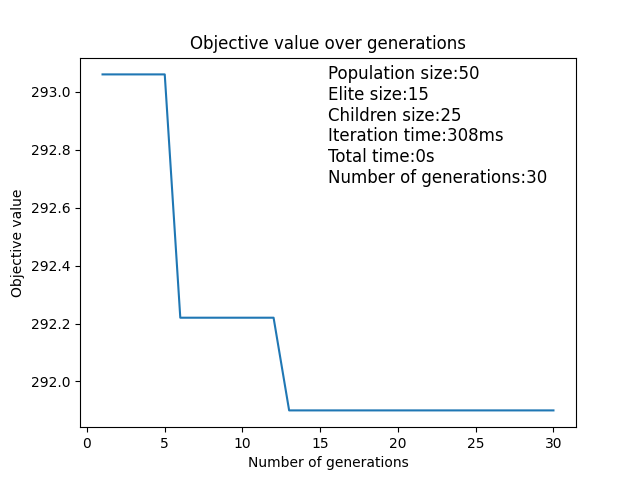 Objective value over generations
Population size:50
Elite size:15
Children size:25
Iteration time:308ms
Total time:0s
Number of generations:30
Objective value
293.0
292.8
292.6
292.4
292.2
292.0
0 5 10 15 20 25 30
Number of generations